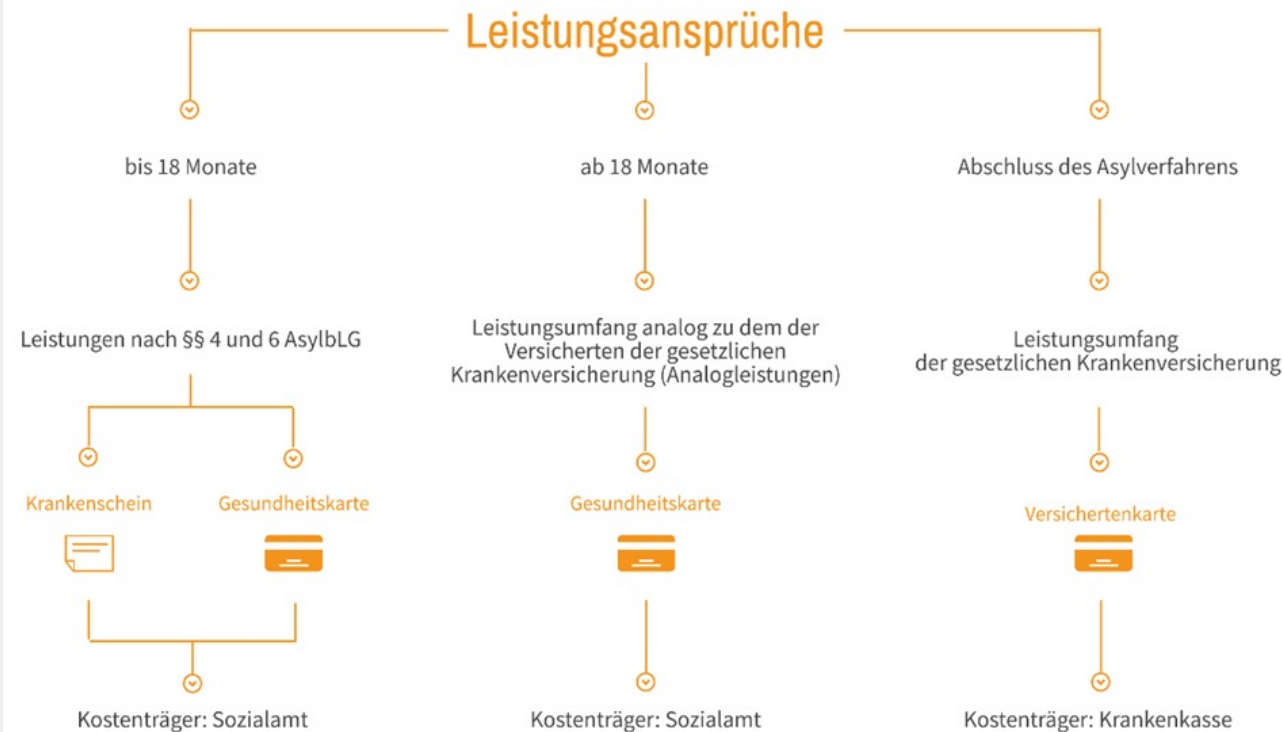 Leistungsansprüche
bis 18 Monate
Leistungen nach §§ 4 und 6 AsylbLG
Krankenschein
Gesundheitskarte
Kostenträger: Sozialamt
ab 18 Monate
Leistungsumfang analog zu dem der
Versicherten der gesetzlichen
Krankenversicherung (Analogleistungen)
Gesundheitskarte
Kostenträger: Sozialamt
Abschluss des Asylverfahrens
Leistungsumfang
der gesetzlichen Krankenversicherung
Versichertenkarte
Kostenträger: Krankenkasse